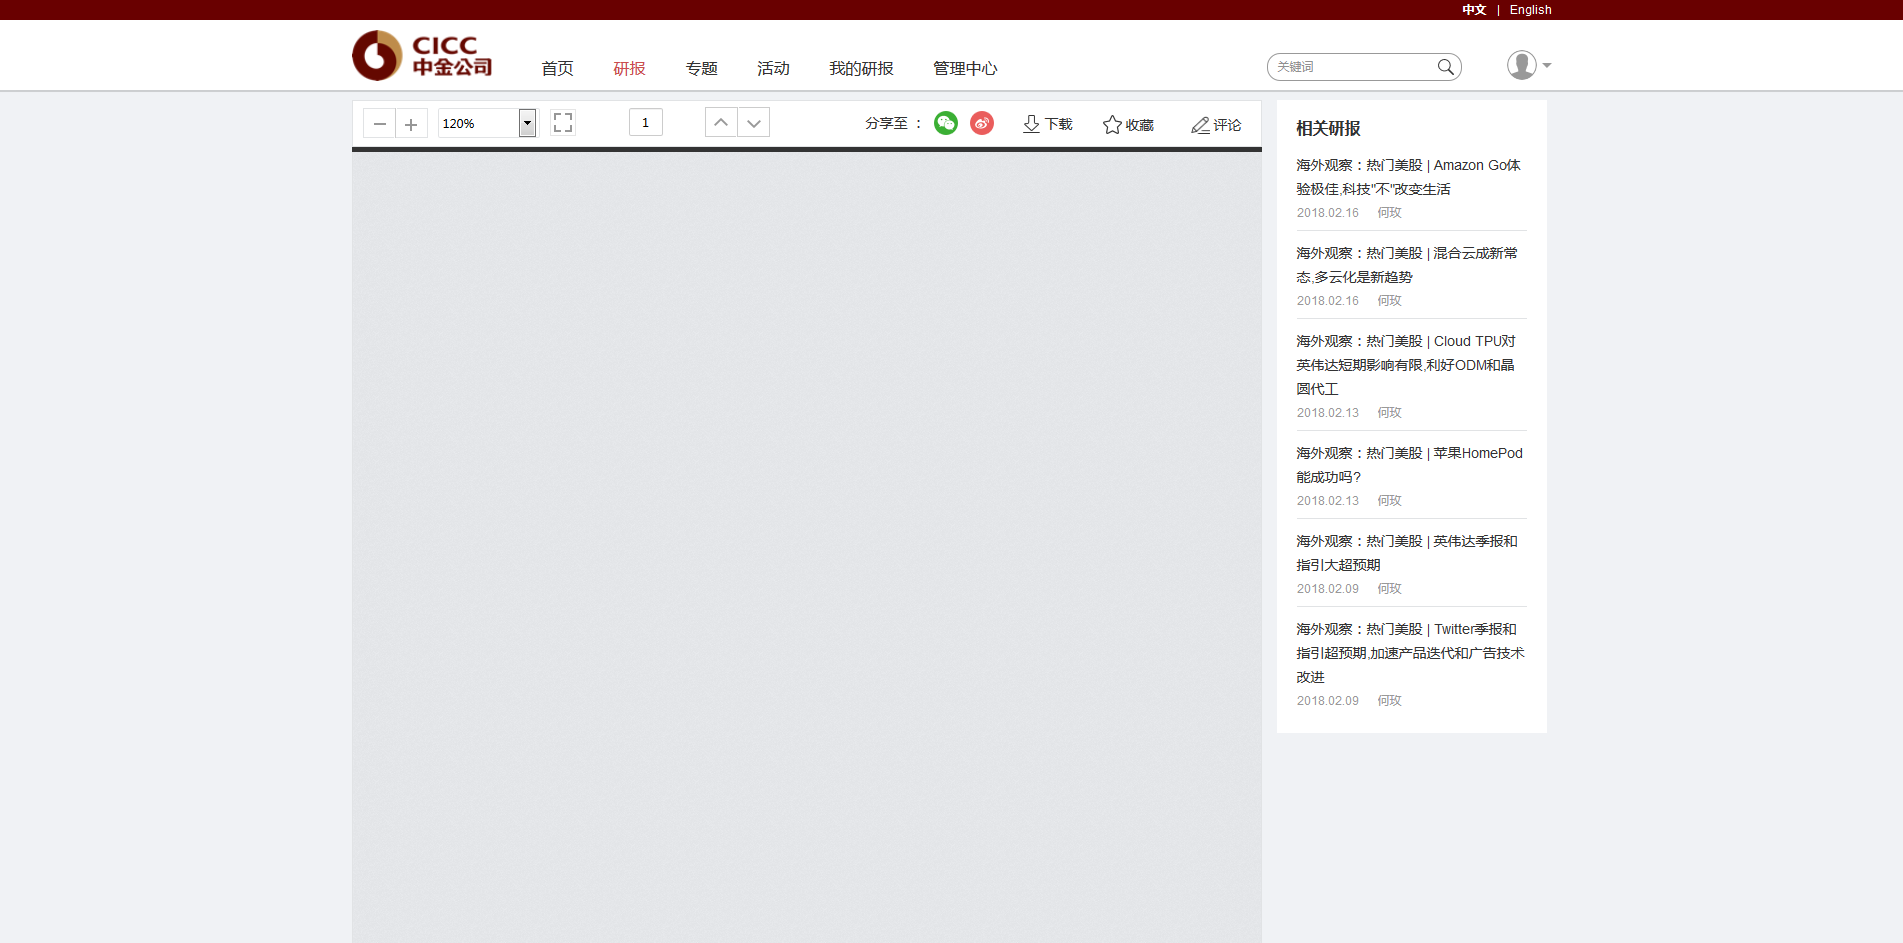 中文 | English
CICC
中金公司
首页 研报 专题 活动 我的研报 管理中心
关键词
120%
1
分享至：
下载
收藏
评论
相关研报
海外观察：热门美股 | Amazon Go体
验极佳,科技"不"改变生活
2018.02.16 何玫
海外观察：热门美股 | 混合云成新常
态,多云化是新趋势
2018.02.16 何玫
海外观察：热门美股 | Cloud TPU对
英伟达短期影响有限,利好ODM和晶
圆代工
2018.02.13 何玫
海外观察：热门美股 | 苹果HomePod
能成功吗?
2018.02.13 何玫
海外观察：热门美股 | 英伟达季报和
指引大超预期
2018.02.09 何玫
海外观察：热门美股 | Twitter季报和
指引超预期,加速产品迭代和广告技术
改进
2018.02.09 何玫